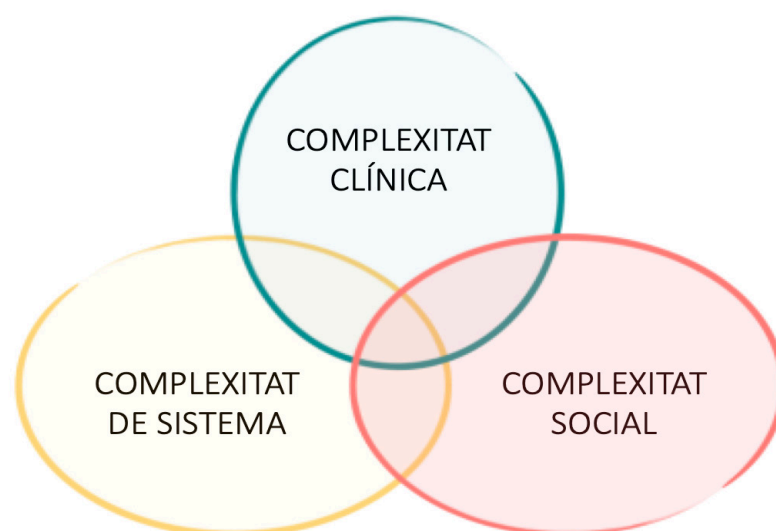 COMPLEXITAT
CLÍNICA
COMPLEXITAT
DE SISTEMA
COMPLEXITAT
SOCIAL